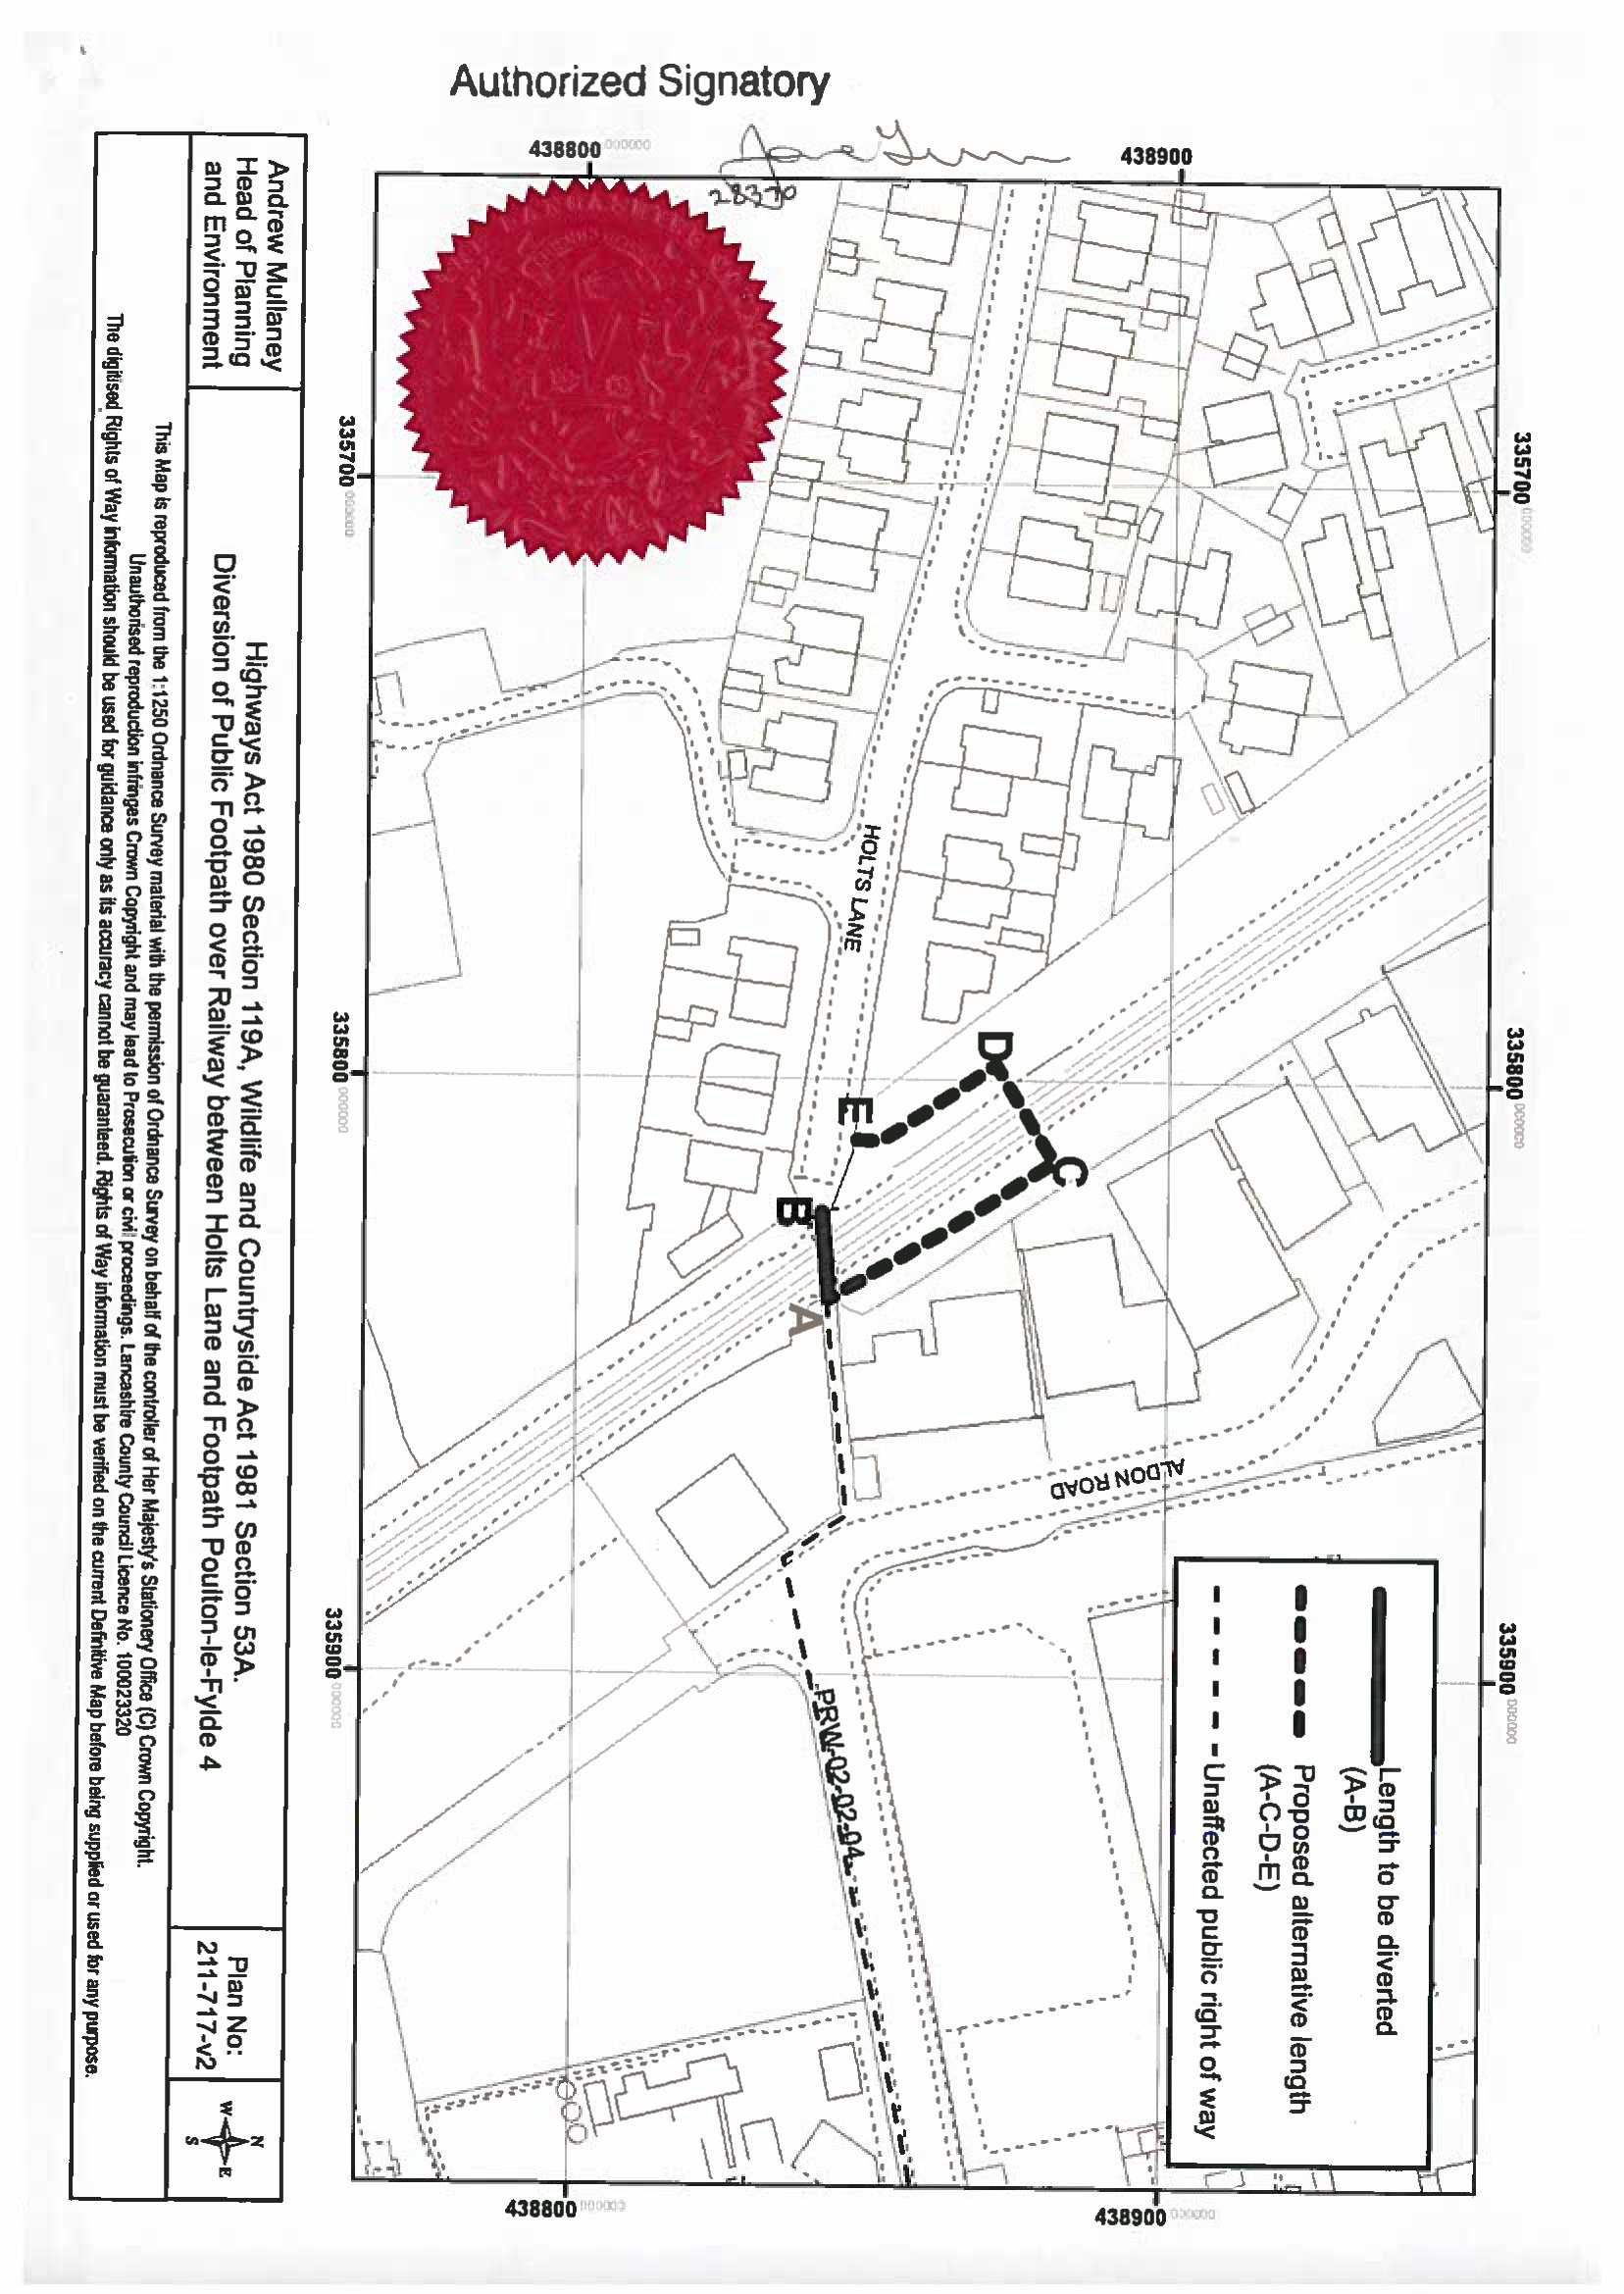 Authorized Signatory
28370
438800
438900
335700
335800
335900
335700
335800
335900
438800
438900
HOLTS LANE
ALDON ROAD
PRW-02-02-04
A
B
C
D
E
Length to be diverted
(A-B)
Proposed alternative length
(A-C-D-E)
Unaffected public right of way
Andrew Mullaney
Head of Planning
and Environment
Highways Act 1980 Section 119A, Wildlife and Countryside Act 1981 Section 53A.
Diversion of Public Footpath over Railway between Holts Lane and Footpath Poulton-le-Fylde 4
Plan No:
211-717-v2
N
W
E
S
This Map is reproduced from the 1:1250 Ordnance Survey material with the permission of Ordnance Survey on behalf of the controller of Her Majesty's Stationery Office (C) Crown Copyright.
Unauthorised reproduction infringes Crown Copyright and may lead to Prosecution or civil proceedings. Lancashire County Council Licence No. 100023320
The digitised Rights of Way information should be used for guidance only as its accuracy cannot be guaranteed. Rights of Way information must be verified on the current Definitive Map before being supplied or used for any purpose.